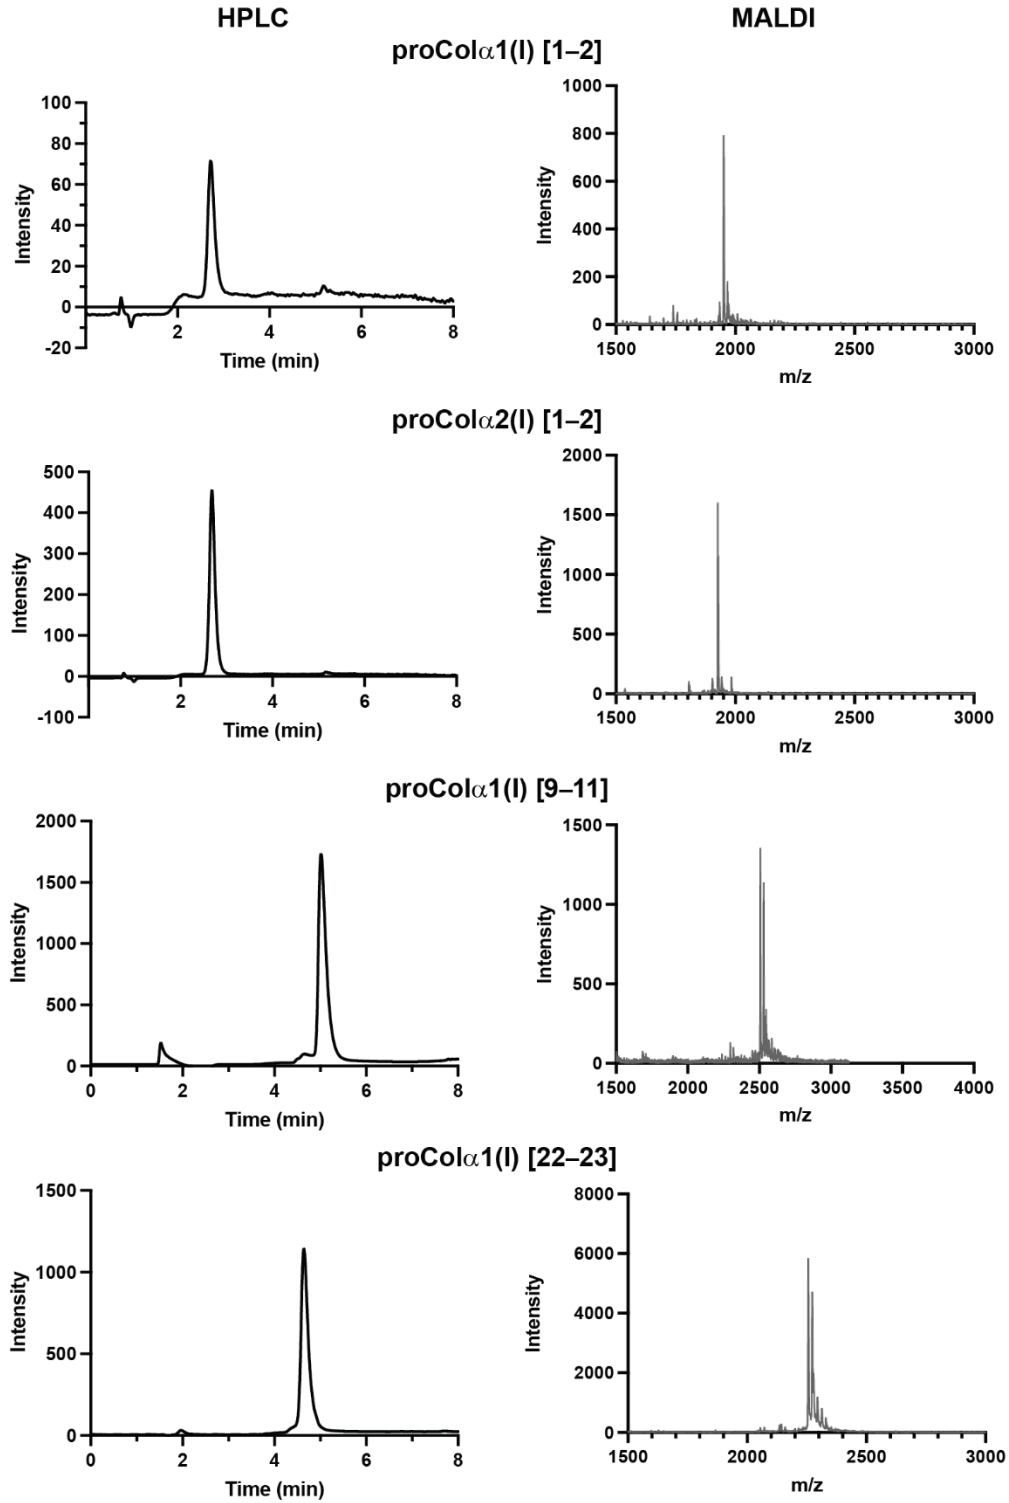 HPLC MALDI
proColα1(I) [1–2]
100
80
60
40
20
0
-20
Intensity
2 4 6 8
Time (min)
1000
800
600
400
200
0
Intensity
1500 2000 2500 3000
m/z
proColα2(I) [1–2]
500
400
300
200
100
0
-100
Intensity
2 4 6 8
Time (min)
2000
1500
1000
500
0
Intensity
1500 2000 2500 3000
m/z
proColα1(I) [9–11]
2000
1500
1000
500
0
Intensity
0 2 4 6 8
Time (min)
1500
1000
500
0
Intensity
1500 2000 2500 3000 3500 4000
m/z
proColα1(I) [22–23]
1500
1000
500
0
Intensity
0 2 4 6 8
Time (min)
8000
6000
4000
2000
0
Intensity
1500 2000 2500 3000
m/z